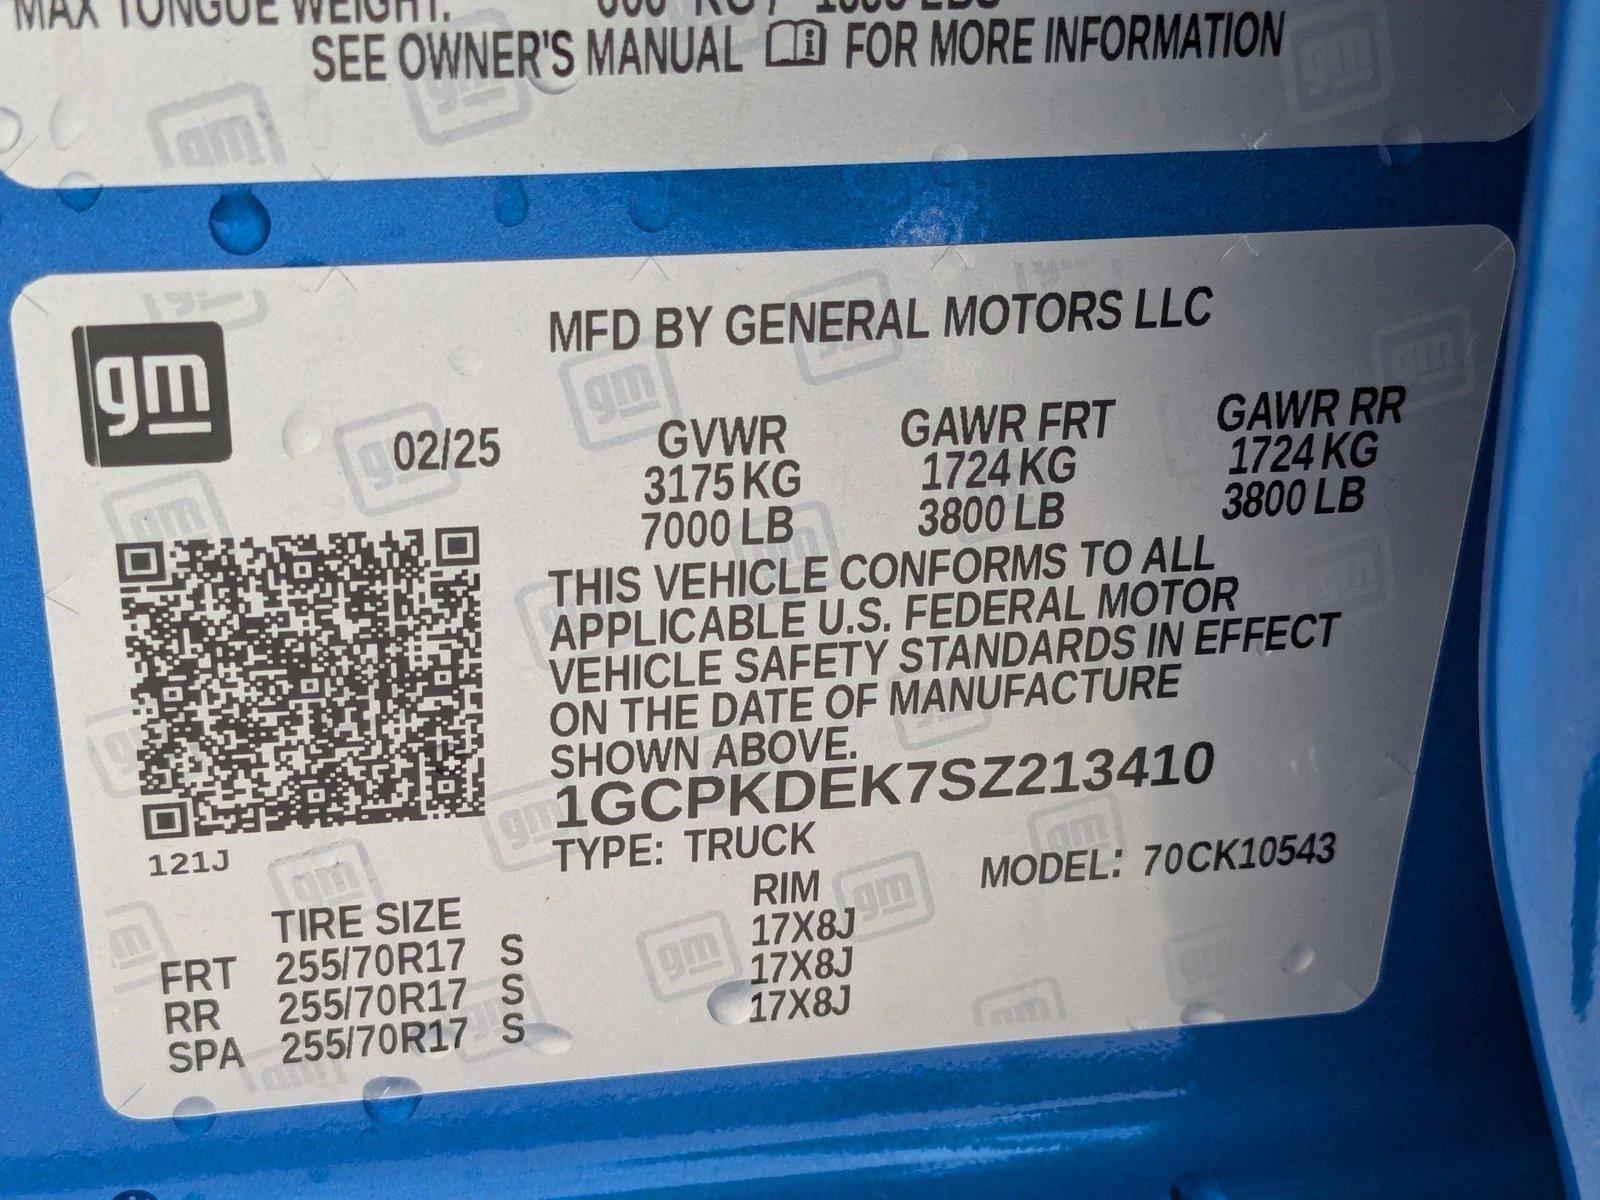 MAX TONGUE WEIGHT:
SEE OWNER'S MANUAL FOR MORE INFORMATION
gm
MFD BY GENERAL MOTORS LLC
02/25
GVWR GAWR FRT GAWR RR
3175 KG 1724 KG 1724 KG
7000 LB 3800 LB 3800 LB
THIS VEHICLE CONFORMS TO ALL
APPLICABLE U.S. FEDERAL MOTOR
VEHICLE SAFETY STANDARDS IN EFFECT
ON THE DATE OF MANUFACTURE
SHOWN ABOVE.
1GCPKDEK7SZ213410
TYPE: TRUCK MODEL: 70CK10543
121J
TIRE SIZE RIM
FRT 255/70R17 S 17X8J
RR 255/70R17 S 17X8J
SPA 255/70R17 S 17X8J